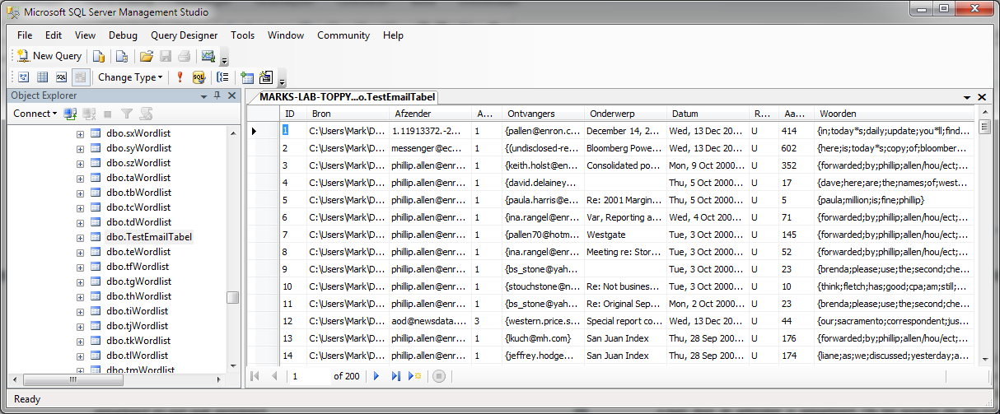 Microsoft SQL Server Management Studio
File Edit View Debug Query Designer Tools Window Community Help
New Query
Change Type
Object Explorer
Connect
dbo.sxWordlist
dbo.syWordlist
dbo.szWordlist
dbo.taWordlist
dbo.tbWordlist
dbo.tcWordlist
dbo.tdWordlist
dbo.TestEmailTabel
dbo.teWordlist
dbo.tfWordlist
dbo.tgWordlist
dbo.thWordlist
dbo.tiWordlist
dbo.tjWordlist
dbo.tkWordlist
dbo.tlWordlist
dbo.tmWordlist
MARKS-LAB-TOPPY...o.TestEmailTabel
ID Bron Afzender A... Ontvangers Onderwerp Datum R... Aa... Woorden
1 C:\Users\Mark\D... 1.11913372.-2... 1 {pallen@enron.c... December 14, 2... Wed, 13 Dec 20... U 414 {in;today*s;daily;update;you*ll;find...
2 C:\Users\Mark\D... messenger@ec... 1 {(undisclosed-re... Bloomberg Powe... Wed, 13 Dec 20... U 602 {here;is;today*s;copy;of;bloomber...
3 C:\Users\Mark\D... phillip.allen@enr... 1 {keith.holst@enr... Consolidated po... Mon, 9 Oct 2000... U 352 {forwarded;by;phillip;allen/hou/ect;...
4 C:\Users\Mark\D... phillip.allen@enr... 1 {david.delainey... Thu, 5 Oct 2000... U 17 {dave;here;are;the;names;of;west...
5 C:\Users\Mark\D... phillip.allen@enr... 1 {paula.harris@e... Re: 2001 Margin... Thu, 5 Oct 2000... U 5 {paula;million;is;fine;phillip}
6 C:\Users\Mark\D... phillip.allen@enr... 1 {ina.rangel@enr... Var, Reporting a... Wed, 4 Oct 200... U 71 {forwarded;by;phillip;allen/hou/ect;...
7 C:\Users\Mark\D... phillip.allen@enr... 1 {pallen70@hotm... Westgate Tue, 3 Oct 2000... U 145 {forwarded;by;phillip;allen/hou/ect;...
8 C:\Users\Mark\D... phillip.allen@enr... 1 {ina.rangel@enr... Meeting re: Stor... Tue, 3 Oct 2000... U 52 {forwarded;by;phillip;allen/hou/ect;...
9 C:\Users\Mark\D... phillip.allen@enr... 1 {bs_stone@yah... Tue, 3 Oct 2000... U 23 {brenda;please;use;the;second;che...
10 C:\Users\Mark\D... phillip.allen@enr... 1 {stouchstone@n... Re: Not busines... Tue, 3 Oct 2000... U 10 {think;fletch;has;good;cpa;am;still;...
11 C:\Users\Mark\D... phillip.allen@enr... 1 {bs_stone@yah... Re: Original Sep... Mon, 2 Oct 2000... U 23 {brenda;please;use;the;second;che...
12 C:\Users\Mark\D... aod@newsdata.... 3 {western.price.s... Special report co... Wed, 13 Dec 20... U 44 {our;sacramento;correspondent;jus...
13 C:\Users\Mark\D... phillip.allen@enr... 1 {lkuch@mh.com} San Juan Index Thu, 28 Sep 200... U 176 {forwarded;by;phillip;allen/hou/ect;...
14 C:\Users\Mark\D... phillip.allen@enr... 1 {jeffrey.hodge... San Juan Index Thu, 28 Sep 200... U 174 {liane;as;we;discussed;yesterday;a...
1 of 200
Ready